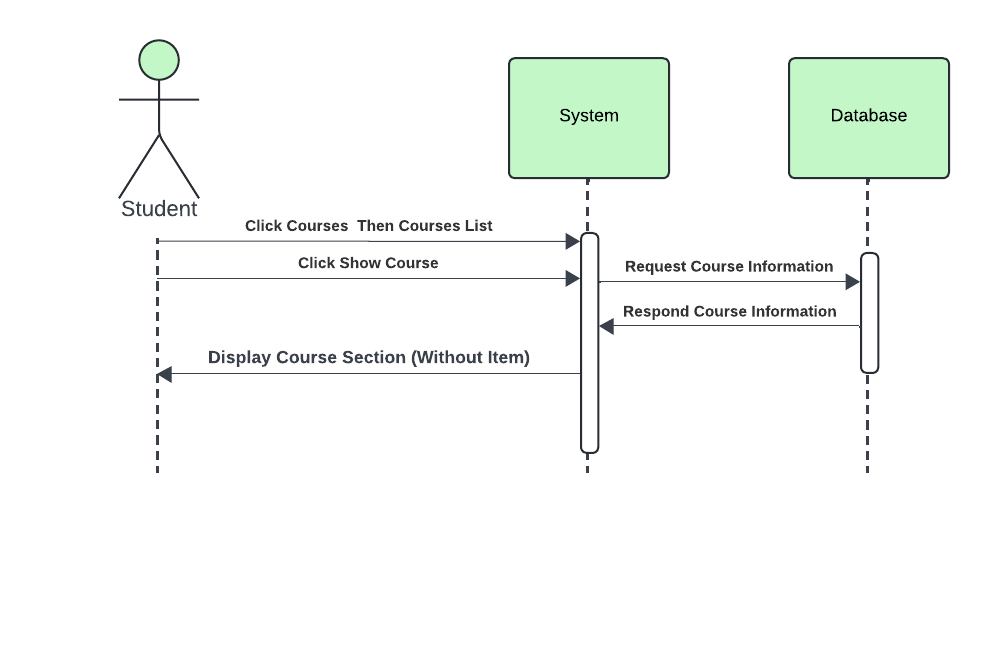 System
Database
Student
Click Courses  Then Courses List
Click Show Course
Request Course Information
Respond Course Information
Display Course Section (Without Item)